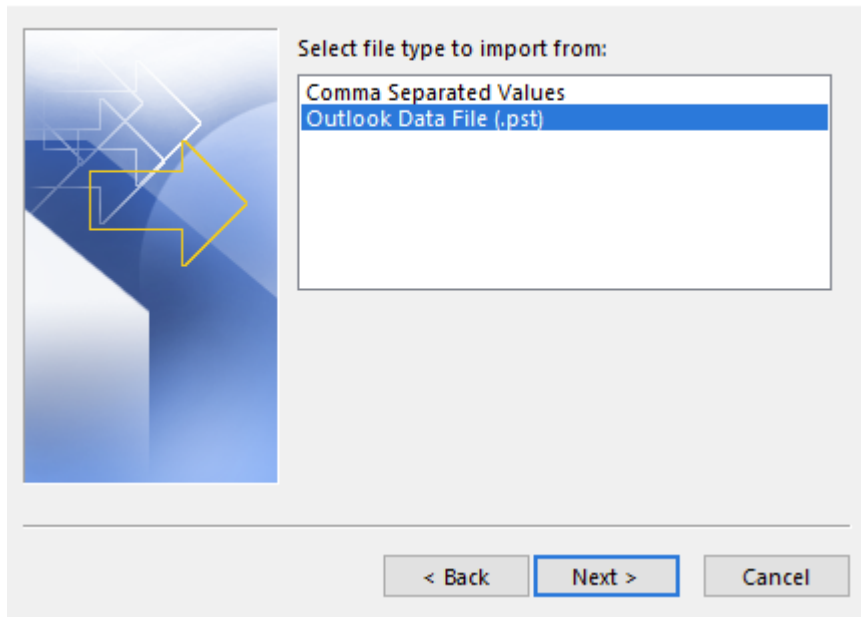 Select file type to import from:
Comma Separated Values
Outlook Data File (.pst)
< Back
Next >
Cancel